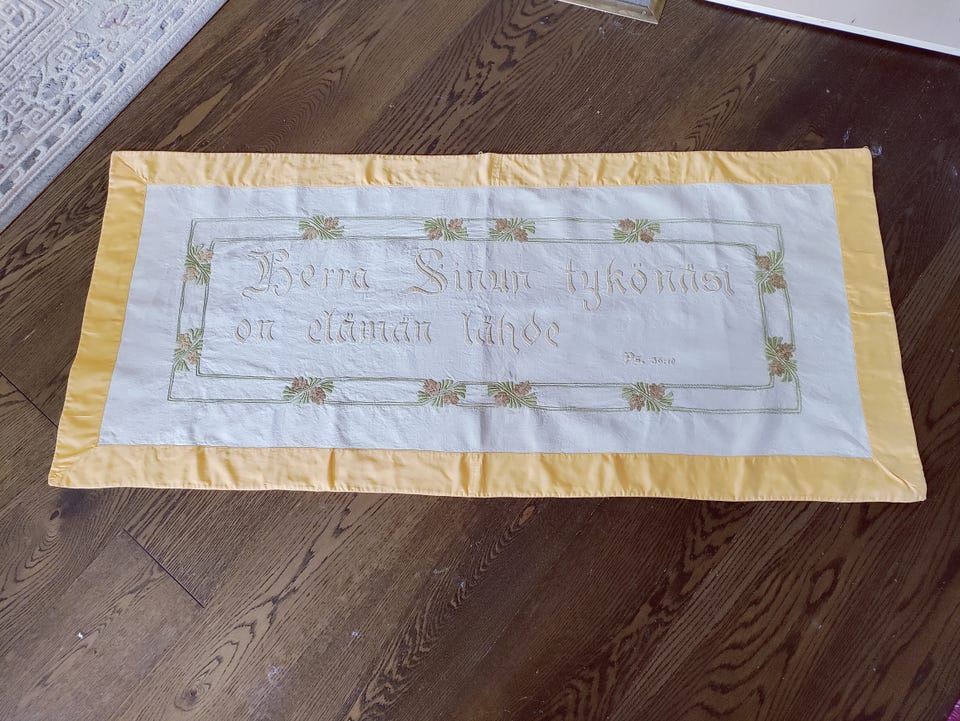 Herra Sinun tykönäsi
on elämän lähde
Ps. 36:10